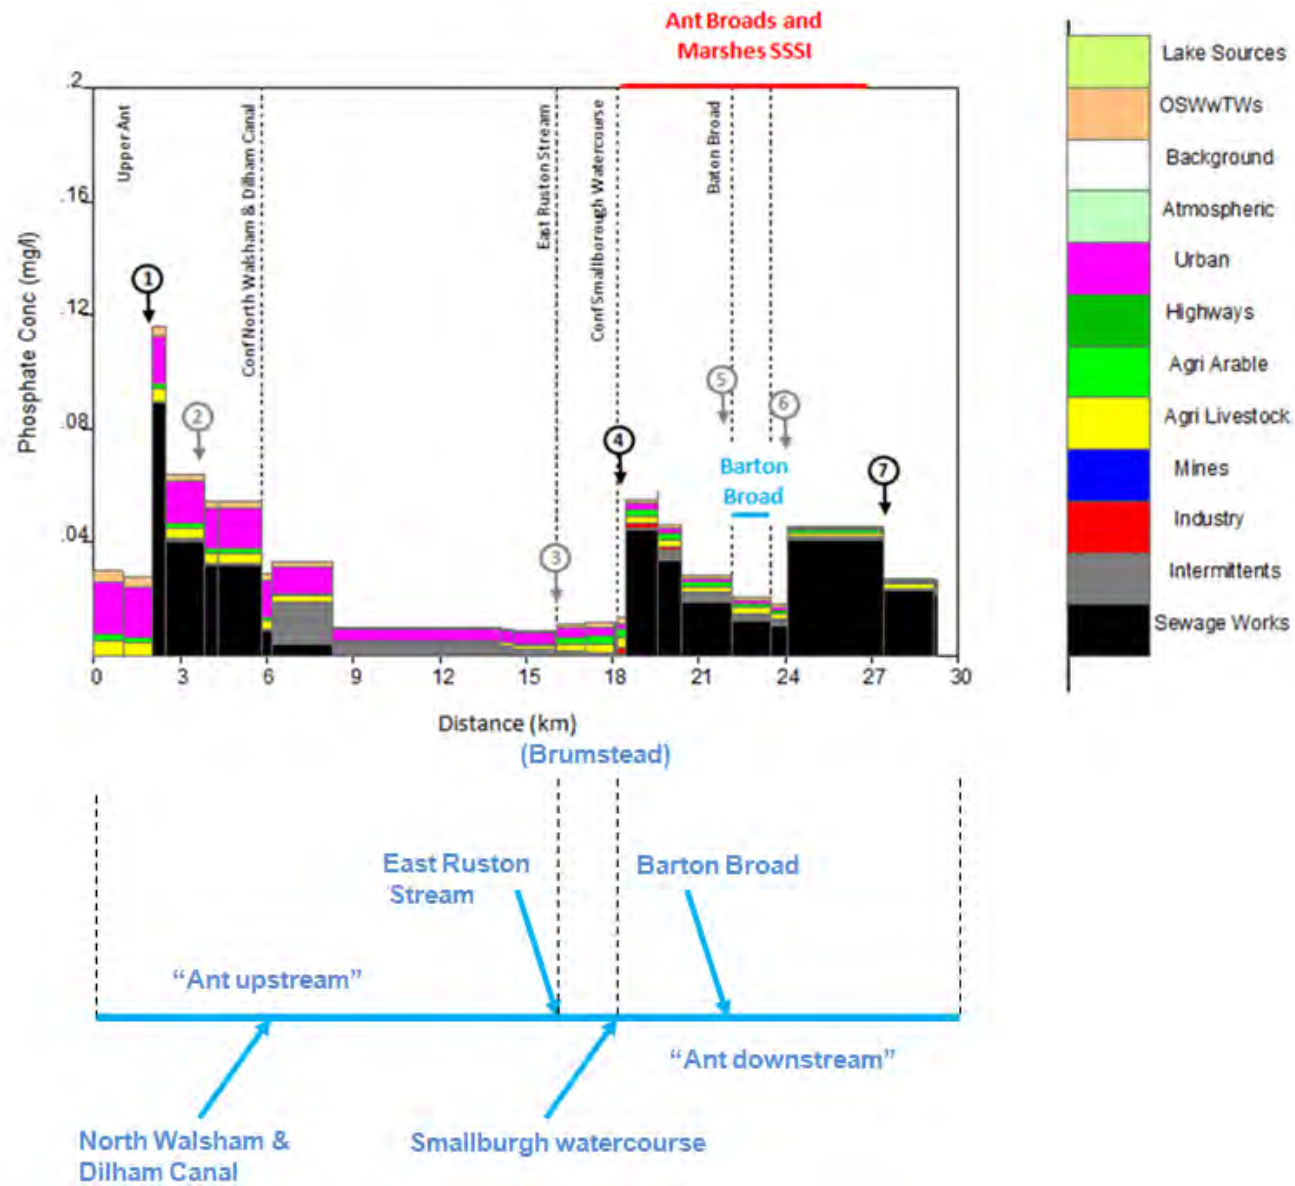 Ant Broads and
Marshes SSSI
.2
.16
.12
.08
.04
Phosphate Conc (mg/l)
Upper Ant
Conf North Walsham & Dilham Canal
East Ruston Stream
Conf Smallborough Watercourse
Baton Broad
1
2
3
4
5
6
7
Barton
Broad
0
3
6
9
12
15
18
21
24
27
30
Distance (km)
Lake Sources
OSWwTWs
Background
Atmospheric
Urban
Highways
Agri Arable
Agri Livestock
Mines
Industry
Intermittents
Sewage Works
(Brumstead)
East Ruston
Stream
Barton Broad
“Ant upstream”
“Ant downstream”
North Walsham &
Dilham Canal
Smallburgh watercourse